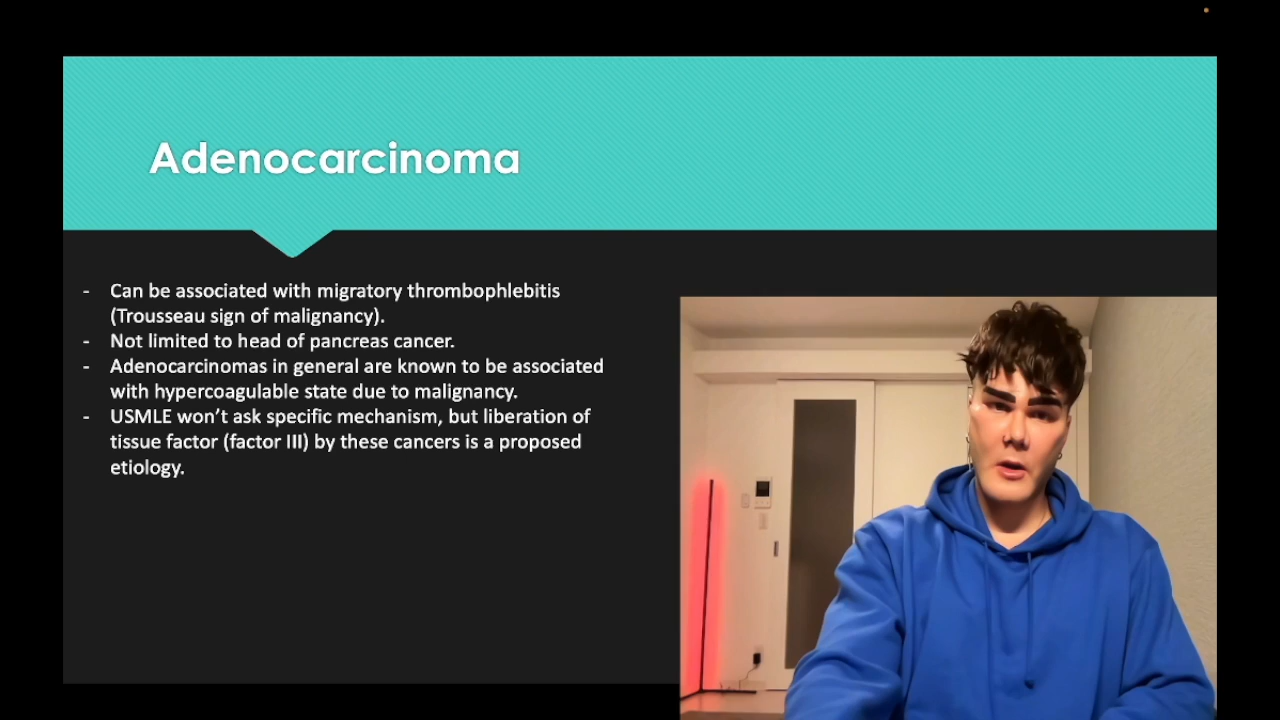 Adenocarcinoma
- Can be associated with migratory thrombophlebitis
(Trousseau sign of malignancy).
- Not limited to head of pancreas cancer.
- Adenocarcinomas in general are known to be associated
with hypercoagulable state due to malignancy.
- USMLE won’t ask specific mechanism, but liberation of
tissue factor (factor III) by these cancers is a proposed
etiology.